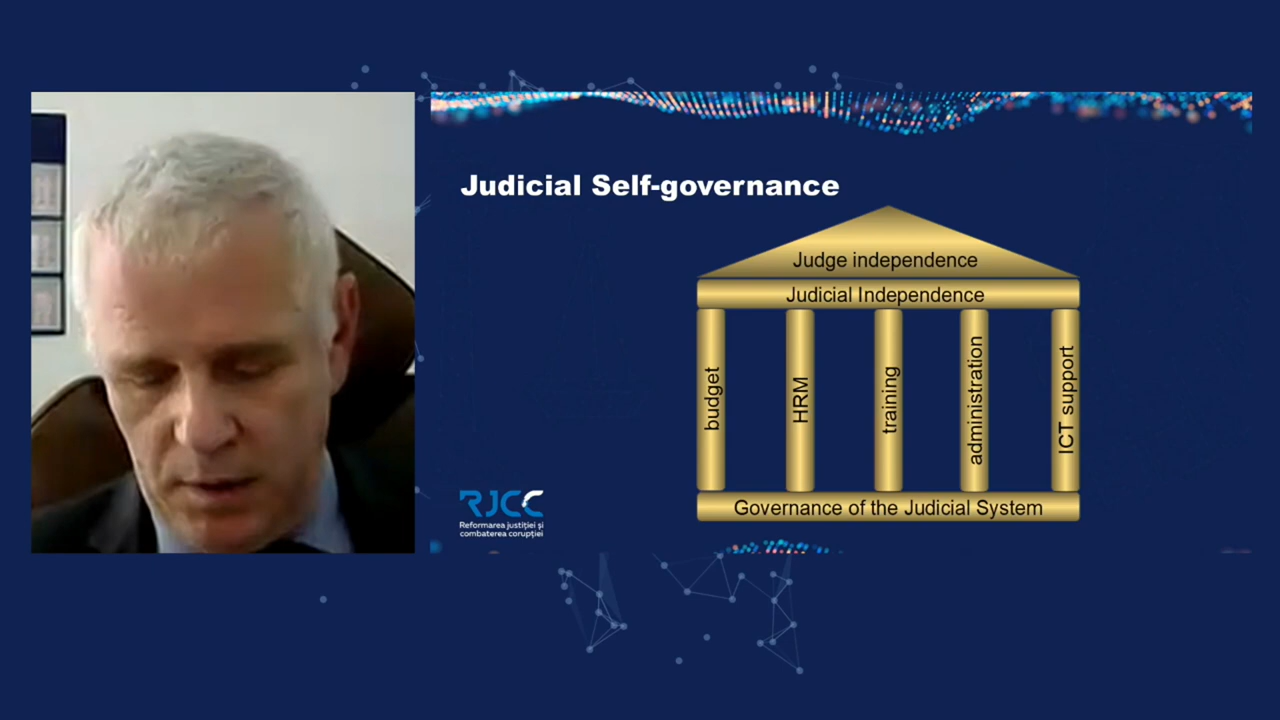 Judicial Self-governance
Judge independence
Judicial Independence
budget
HRM
training
administration
ICT support
Governance of the Judicial System
RJCC
Reformarea justiției și
combaterea corupției